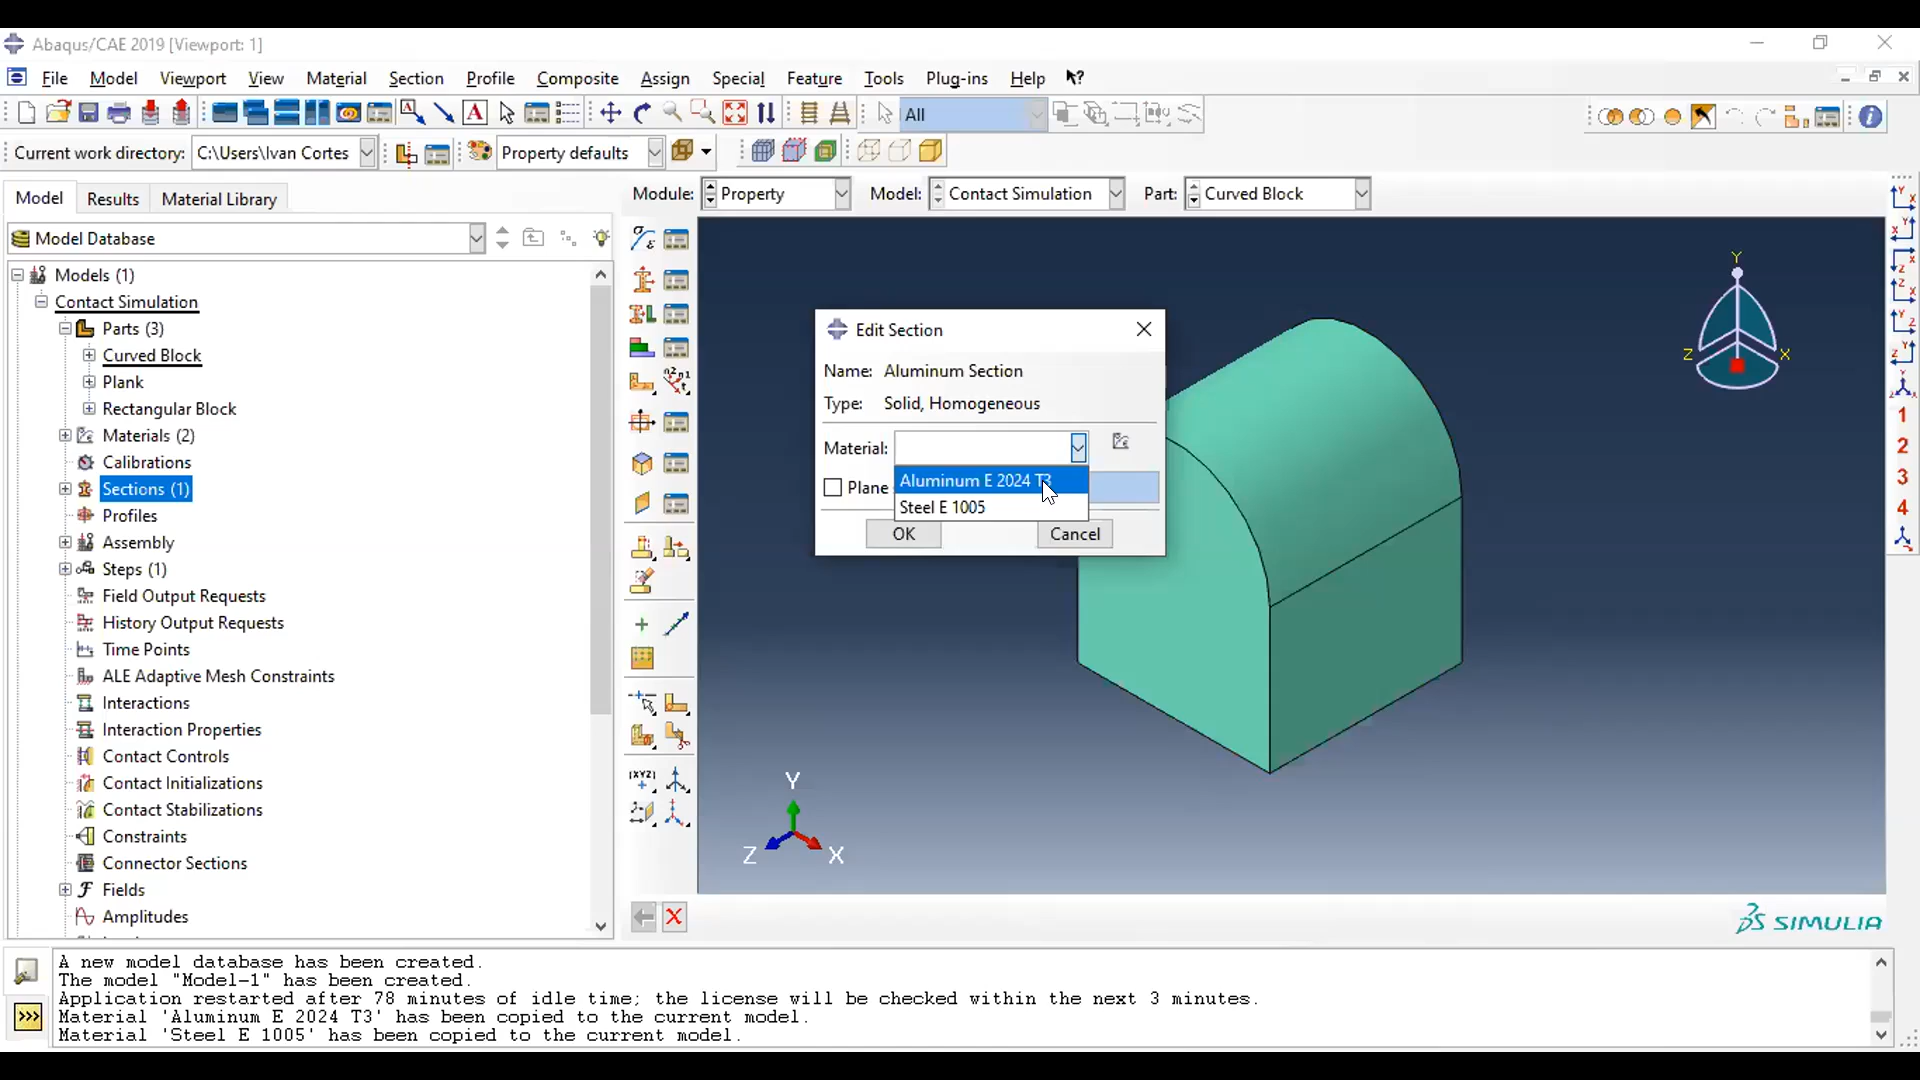 Abaqus/CAE 2019 [Viewport: 1]
File Model Viewport View Material Section Profile Composite Assign Special Feature Tools Plug-ins Help
All
Current work directory: C:\Users\Ivan Cortes Property defaults
Model Results Material Library
Module: Property Model: Contact Simulation Part: Curved Block
Model Database
Models (1)
Contact Simulation
Parts (3)
Curved Block
Plank
Rectangular Block
Materials (2)
Calibrations
Sections (1)
Profiles
Assembly
Steps (1)
Field Output Requests
History Output Requests
Time Points
ALE Adaptive Mesh Constraints
Interactions
Interaction Properties
Contact Controls
Contact Initializations
Contact Stabilizations
Constraints
Connector Sections
Fields
Amplitudes
Edit Section
Name: Aluminum Section
Type: Solid, Homogeneous
Material:
Aluminum E 2024 T3
Plane
Steel E 1005
OK Cancel
Y
Z X
Y
Z X
1
2
3
4
SIMULIA
A new model database has been created.
The model "Model-1" has been created.
Application restarted after 78 minutes of idle time; the license will be checked within the next 3 minutes.
Material 'Aluminum E 2024 T3' has been copied to the current model.
Material 'Steel E 1005' has been copied to the current model.